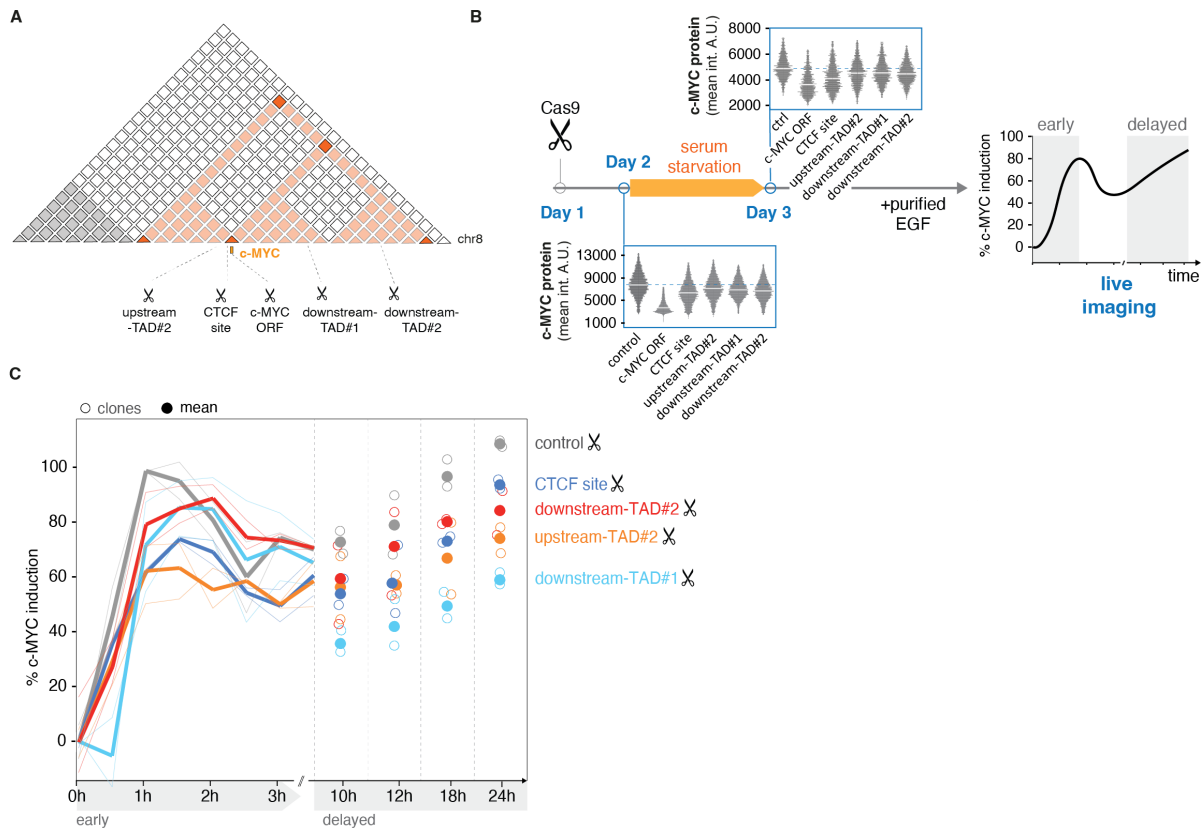 A
chr8
c-MYC
upstream
-TAD#2
CTCF
site
c-MYC
ORF
downstream-
TAD#1
downstream-
TAD#2
B
Cas9
Day 1
Day 2
serum
starvation
Day 3
+purified
EGF
c-MYC protein
(mean int. A.U.)
8000
6000
4000
2000
ctrl
c-MYC ORF
CTCF site
upstream-TAD#2
downstream-TAD#1
downstream-TAD#2
c-MYC protein
(mean int. A.U.)
13000
9000
5000
1000
control
c-MYC ORF
CTCF site
upstream-TAD#2
downstream-TAD#1
downstream-TAD#2
% c-MYC induction
100
80
60
40
20
0
early
delayed
time
live
imaging
C
clones
mean
% c-MYC induction
100
80
60
40
20
0
control
CTCF site
downstream-TAD#2
upstream-TAD#2
downstream-TAD#1
0h
1h
2h
3h
//
10h
12h
18h
24h
early
delayed